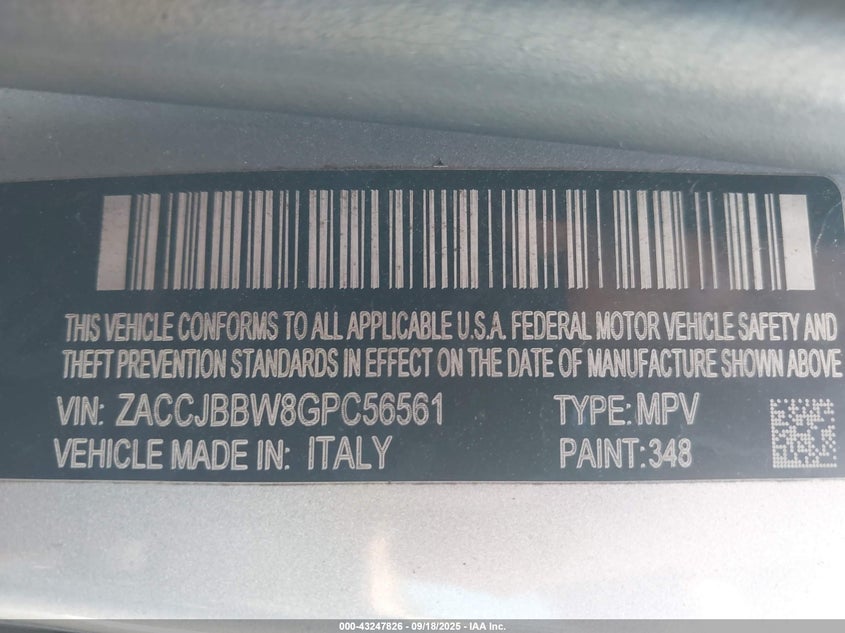 THIS VEHICLE CONFORMS TO ALL APPLICABLE U.S.A. FEDERAL MOTOR VEHICLE SAFETY AND
THEFT PREVENTION STANDARDS IN EFFECT ON THE DATE OF MANUFACTURE SHOWN ABOVE
VIN: ZACCJBBW8GPC56561 TYPE: MPV
VEHICLE MADE IN: ITALY PAINT: 348
000-43247826 - 09/18/2025 - IAA Inc.